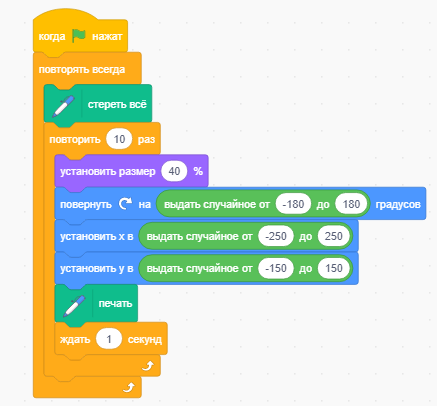 когда нажат
повторять всегда
стереть всё
повторить 10 раз
установить размер 40 %
повернуть на выдать случайное от -180 до 180 градусов
установить x в выдать случайное от -250 до 250
установить y в выдать случайное от -150 до 150
печать
ждать 1 секунд